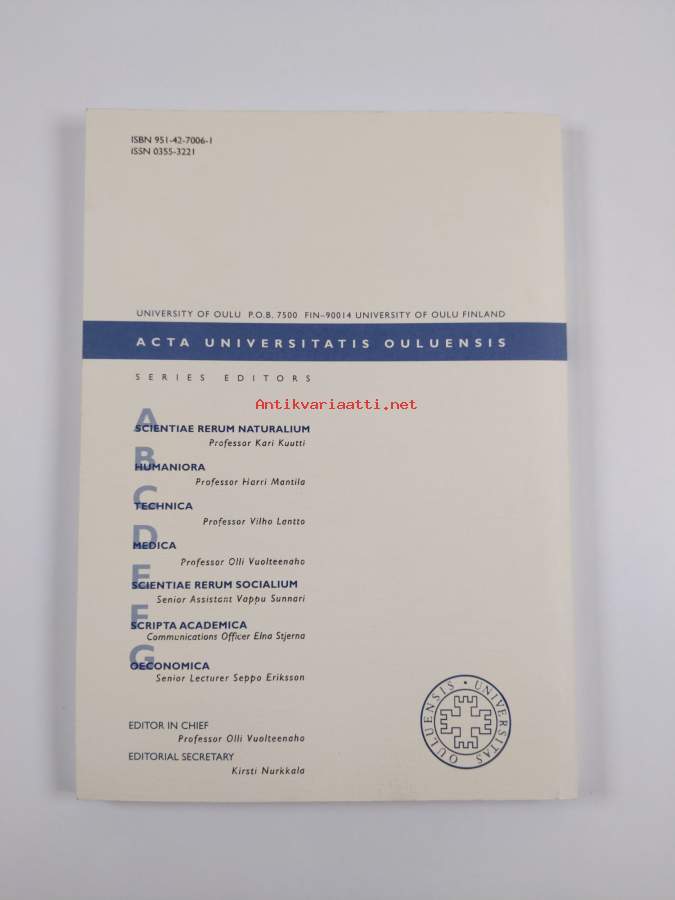 ISBN 951-42-7006-1
ISSN 0355-3221
UNIVERSITY OF OULU P.O.B. 7500 FIN-90014 UNIVERSITY OF OULU FINLAND
ACTA UNIVERSITATIS OULUENSIS
SERIES EDITORS
Antikvariaatti.net
A
SCIENTIAE RERUM NATURALIUM
Professor Kari Kuutti
B
HUMANIORA
Professor Harri Mantila
C
TECHNICA
Professor Vilho Lantto
D
MEDICA
Professor Olli Vuolteenaho
E
SCIENTIAE RERUM SOCIALIUM
Senior Assistant Vappu Sunnari
F
SCRIPTA ACADEMICA
Communications Officer Elna Stjerna
G
OECONOMICA
Senior Lecturer Seppo Eriksson
EDITOR IN CHIEF
Professor Olli Vuolteenaho
EDITORIAL SECRETARY
Kirsti Nurkkala
UNIVERSITAS OULUENSIS